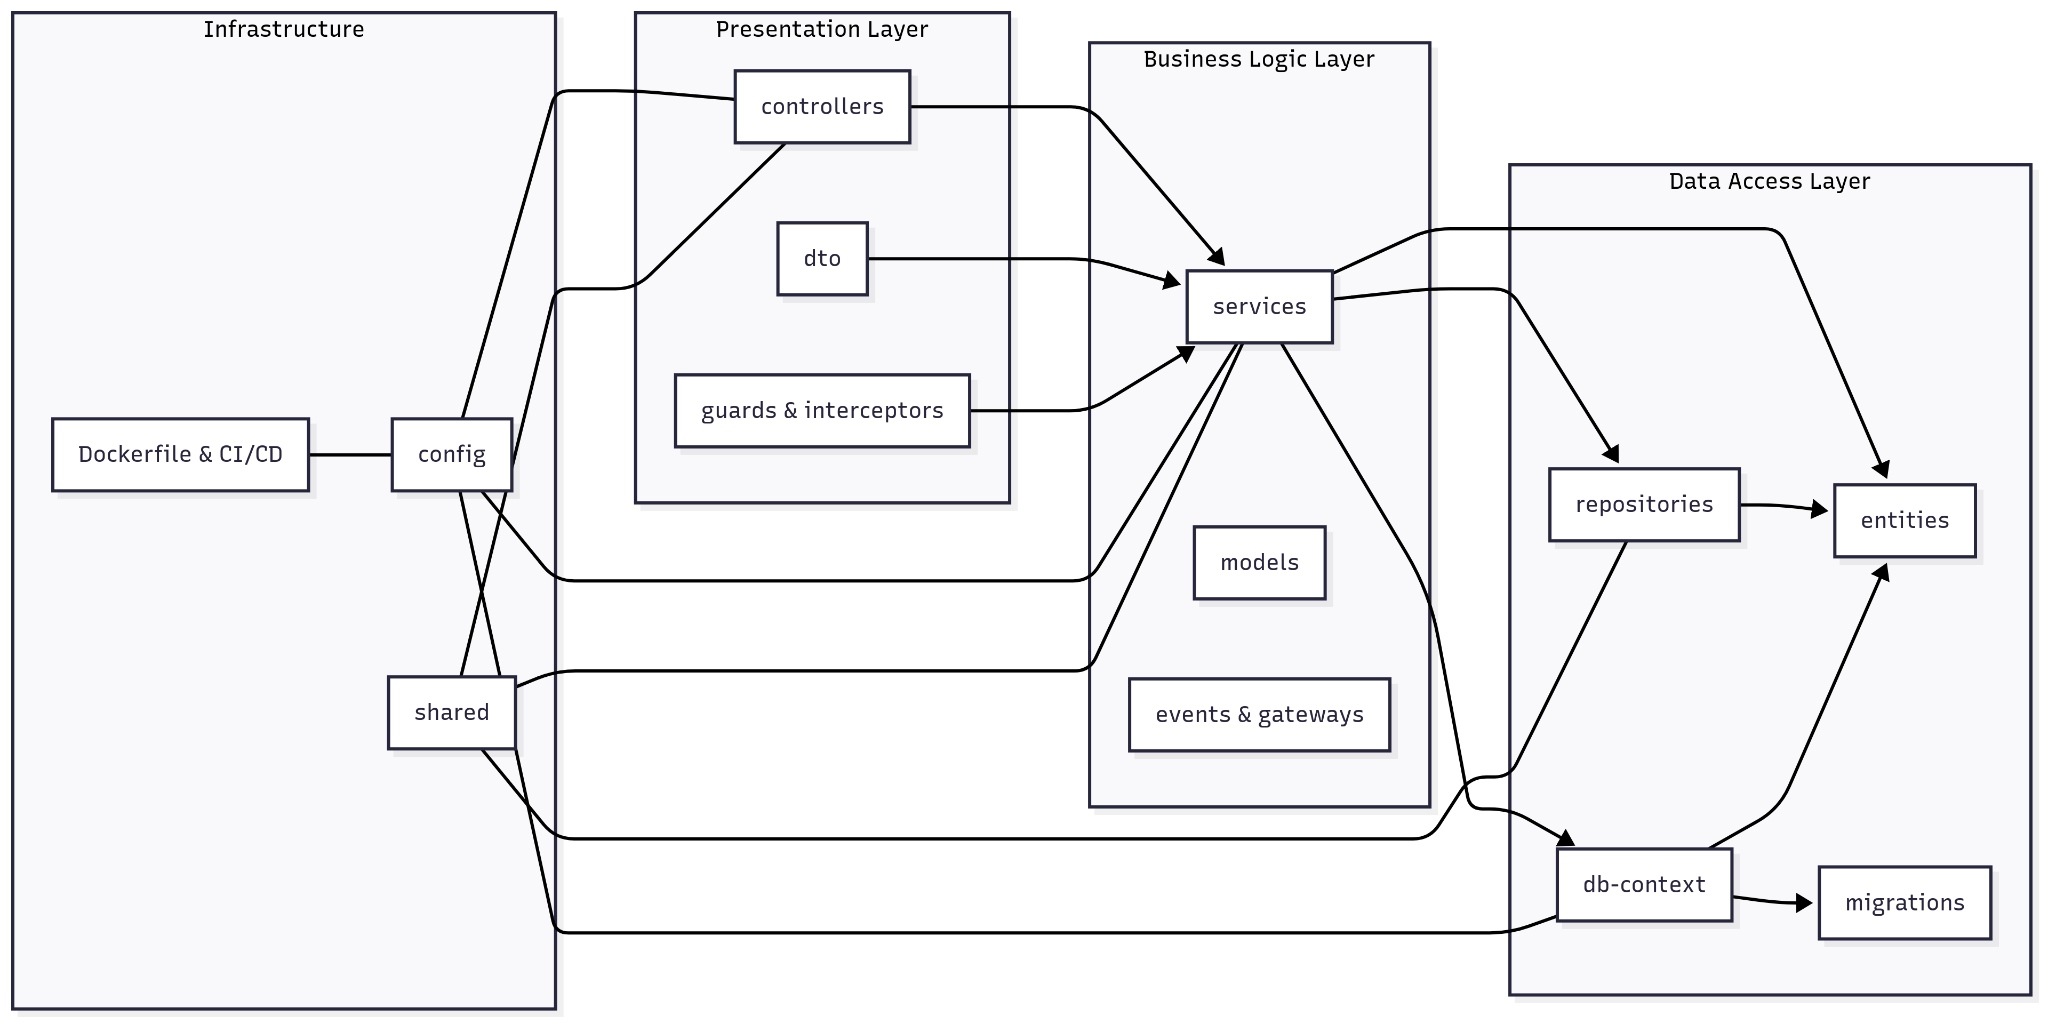 Infrastructure
Dockerfile & CI/CD
config
shared
Presentation Layer
controllers
dto
guards & interceptors
Business Logic Layer
services
models
events & gateways
Data Access Layer
repositories
entities
db-context
migrations